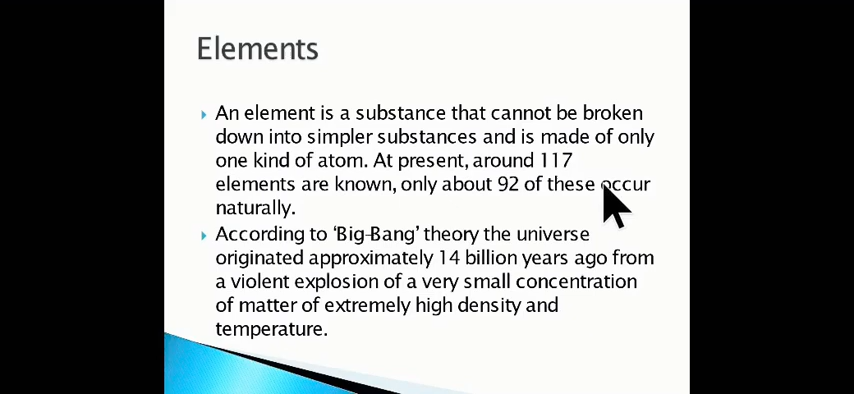 Elements
An element is a substance that cannot be broken
down into simpler substances and is made of only
one kind of atom. At present, around 117
elements are known, only about 92 of these occur
naturally.
According to ‘Big-Bang’ theory the universe
originated approximately 14 billion years ago from
a violent explosion of a very small concentration
of matter of extremely high density and
temperature.